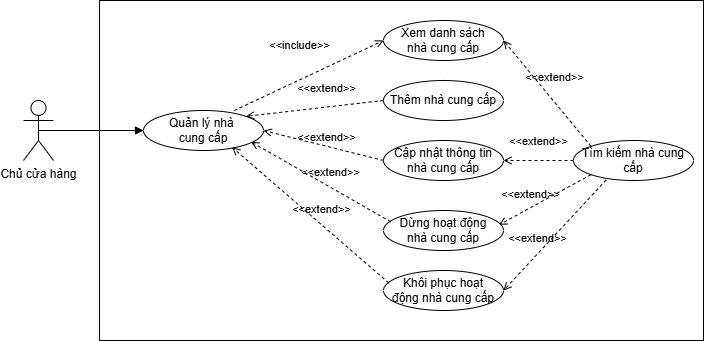 Xem danh sách
nhà cung cấp
<<include>>
<<extend>>
<<extend>>
Thêm nhà cung cấp
Quản lý nhà
cung cấp
<<extend>>
<<extend>>
Cập nhật thông tin
nhà cung cấp
Tìm kiếm nhà cung
cấp
Chủ cửa hàng
<<extend>>
<<extend>>
<<extend>>
Dừng hoạt động
nhà cung cấp
<<extend>>
Khôi phục hoạt
động nhà cung cấp